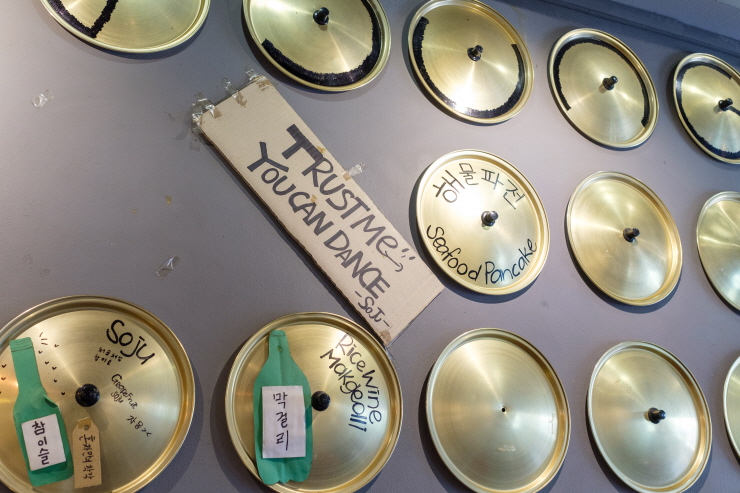 TRUST ME
YOU CAN DANCE
-SoJu-
해물파전
Seafood Pancake
Soju
참이슬
Rice Wine
Makgeolli
막걸리